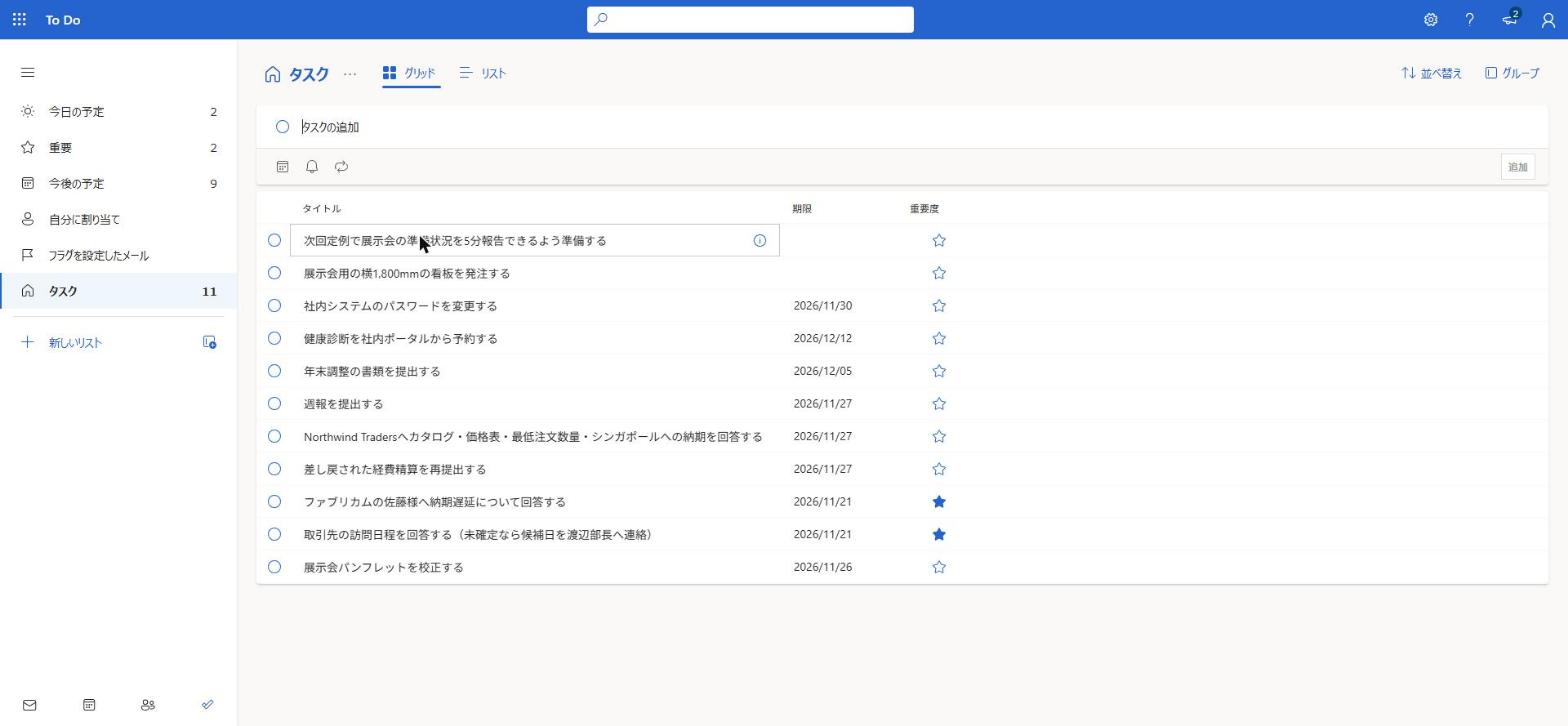 To Do
2
タスク
グリッド
リスト
並べ替え
グループ
今日の予定 2
重要 2
今後の予定 9
自分に割り当て
フラグを設定したメール
タスク 11
新しいリスト
タスクの追加
追加
タイトル 期限 重要度
次回定例で展示会の準備状況を5分報告できるよう準備する
展示会用の横1,800mmの看板を発注する
社内システムのパスワードを変更する 2026/11/30
健康診断を社内ポータルから予約する 2026/12/12
年末調整の書類を提出する 2026/12/05
週報を提出する 2026/11/27
Northwind Tradersへカタログ・価格表・最低注文数量・シンガポールへの納期を回答する 2026/11/27
差し戻された経費精算を再提出する 2026/11/27
ファブリカムの佐藤様へ納期遅延について回答する 2026/11/21
取引先の訪問日程を回答する（未確定なら候補日を渡辺部長へ連絡） 2026/11/21
展示会パンフレットを校正する 2026/11/26